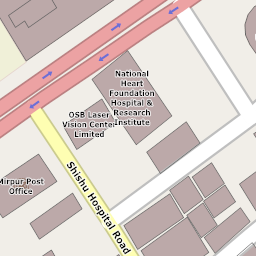 National
Heart
Foundation
Hospital &
Research
Institute
OSB Laser
Vision Center
Limited
Mirpur Post
Office
Shishu Hospital Road